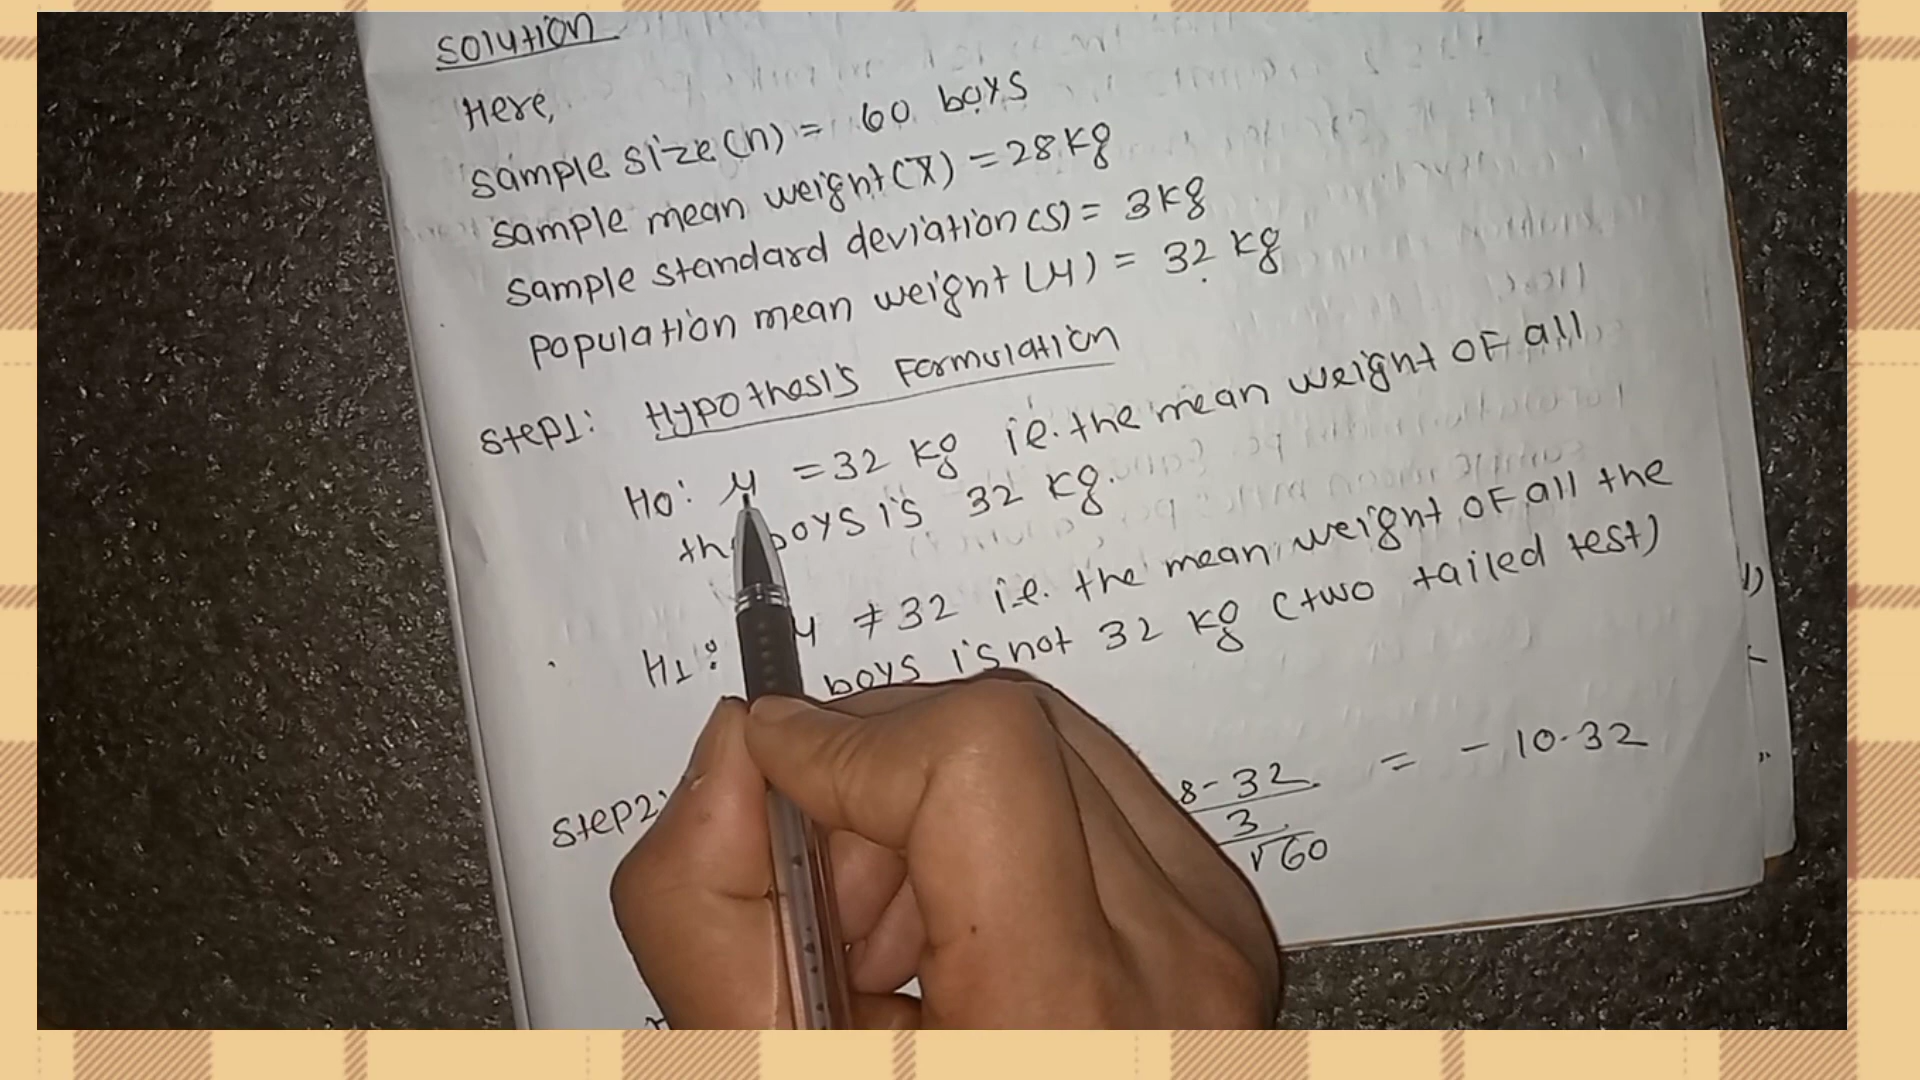 Solution
Here,
sample size (n) = 60 boys
sample mean weight (X̄) = 28 kg
sample standard deviation (s) = 3 kg
population mean weight (μ) = 32 kg
Step1: Hypothesis Formulation
H0: μ = 32 kg i.e. the mean weight of all
boys is 32 kg.
H1: μ ≠ 32 i.e. the mean weight of all the
boys is not 32 kg (two tailed test)
Step2:
8 - 32 = - 10.32
3
√60